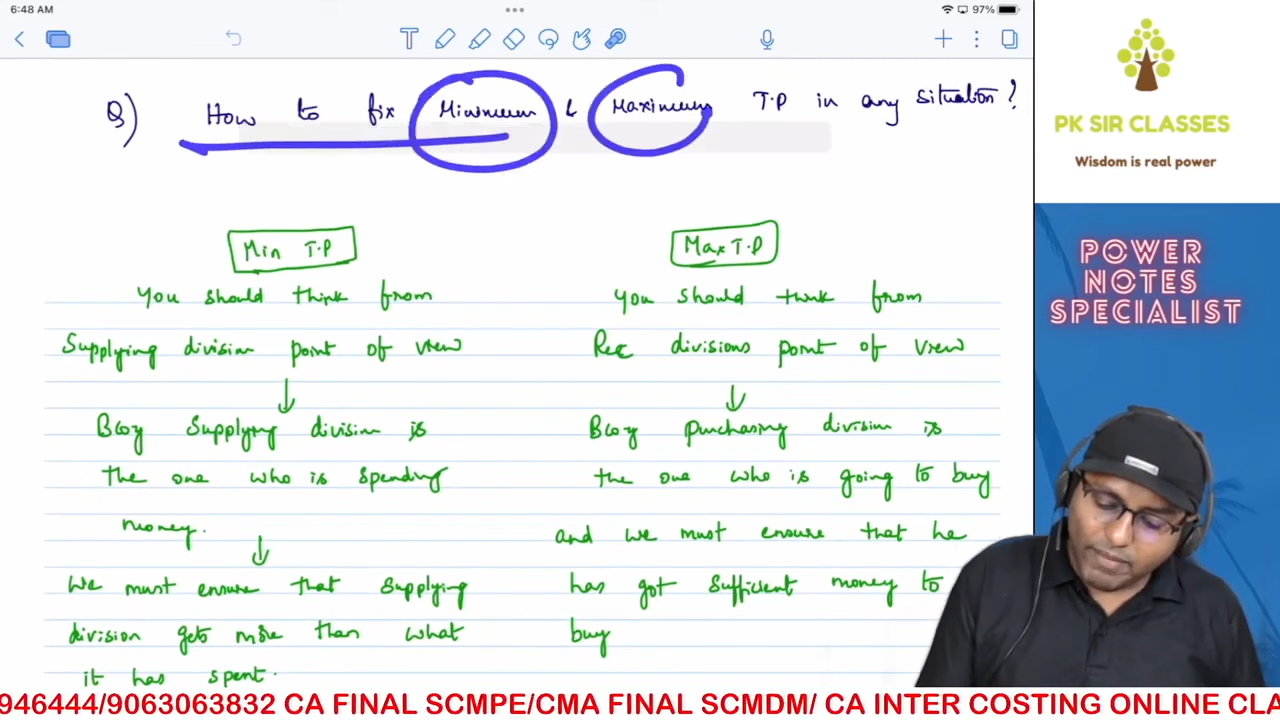 6:48 AM
97%
Q) How to fix Minimum & Maximum T.P in any situation?
Min T.P
You should think from
Supplying division point of view
Bcoz Supplying division is
the one who is spending
money.
We must ensure that supplying
division gets more than what
it has spent.
Max T.P
You should think from
Rec divisions point of view
Bcoz purchasing division is
the one who is going to buy
and we must ensure that he
has got sufficient money to
buy
PK SIR CLASSES
Wisdom is real power
POWER
NOTES
SPECIALIST
946444/9063063832 CA FINAL SCMPE/CMA FINAL SCMDM/ CA INTER COSTING ONLINE CLA